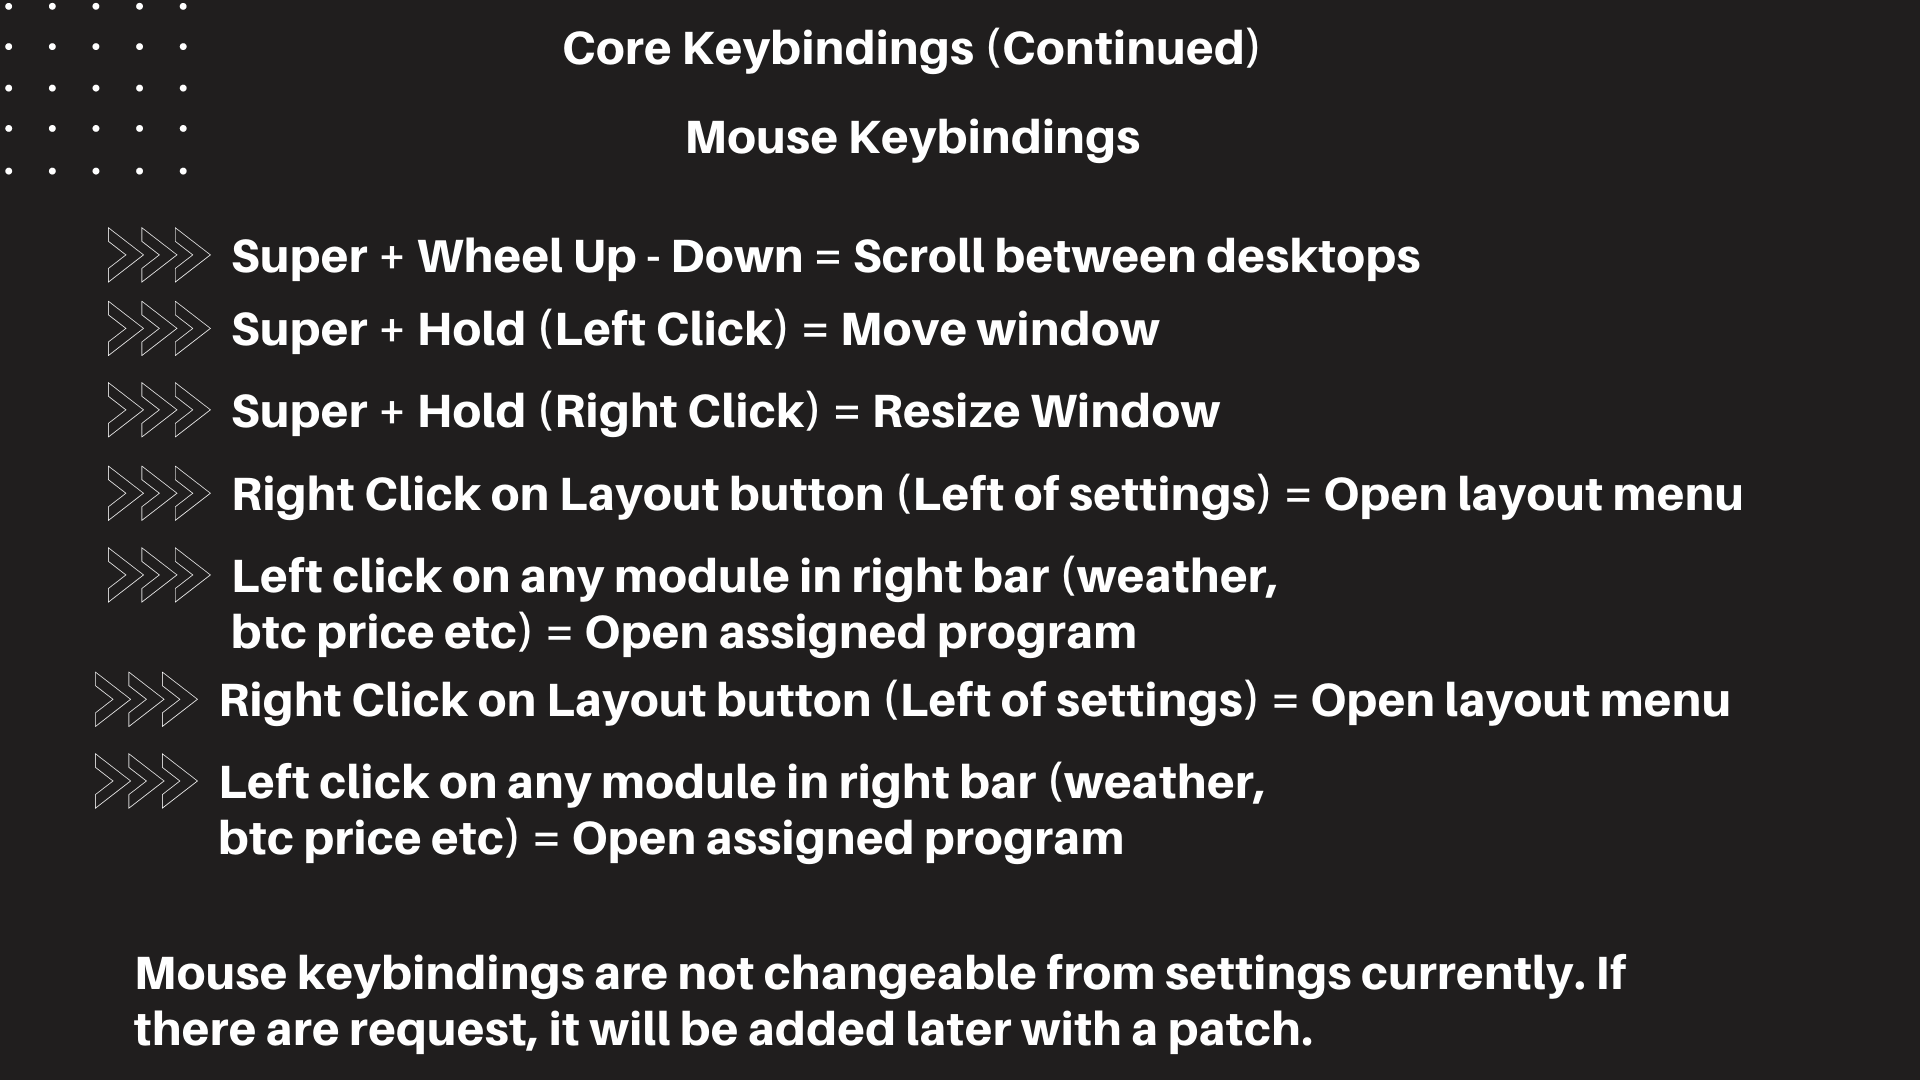 Core Keybindings (Continued)
Mouse Keybindings
Super + Wheel Up - Down = Scroll between desktops
Super + Hold (Left Click) = Move window
Super + Hold (Right Click) = Resize Window
Right Click on Layout button (Left of settings) = Open layout menu
Left click on any module in right bar (weather,
btc price etc) = Open assigned program
Right Click on Layout button (Left of settings) = Open layout menu
Left click on any module in right bar (weather,
btc price etc) = Open assigned program
Mouse keybindings are not changeable from settings currently. If
there are request, it will be added later with a patch.